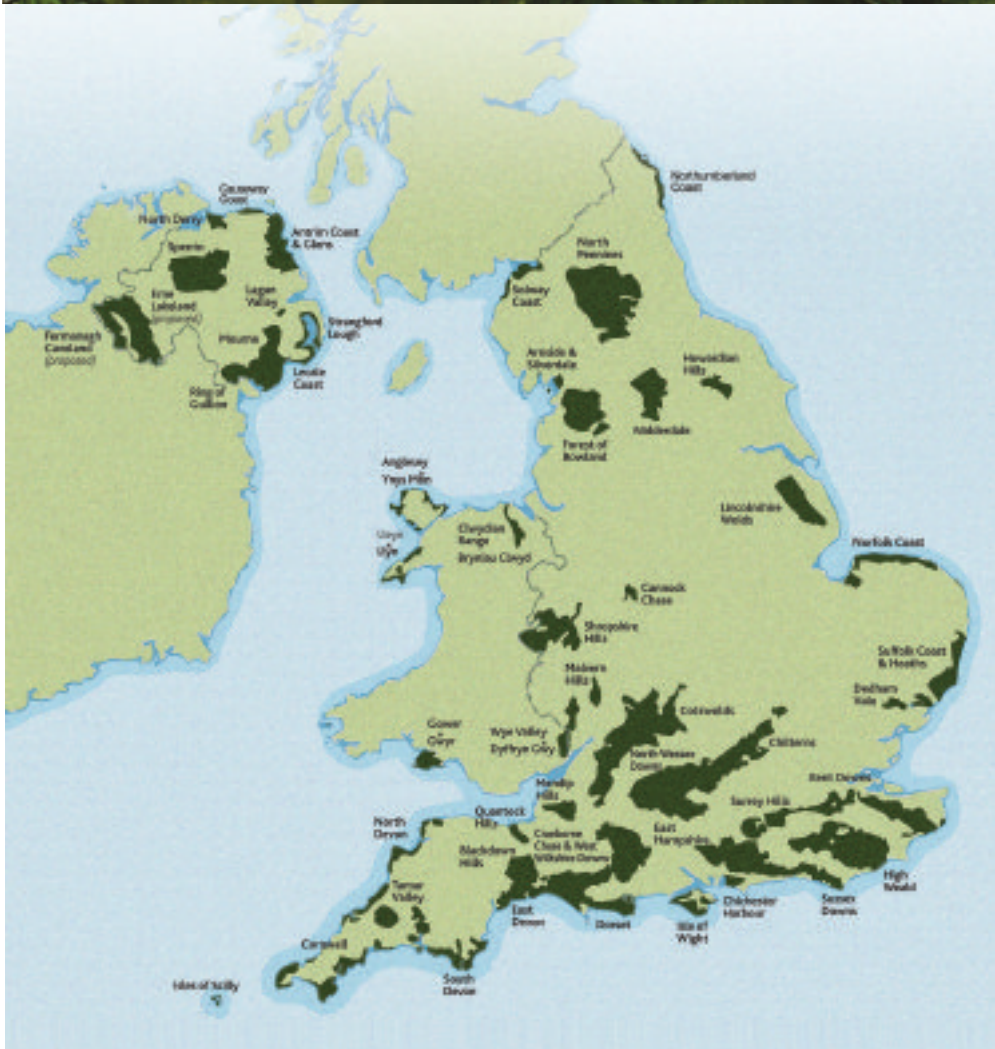 Northumberland
Coast
Causeway
Coast
North Derry
Antrim Coast
& Glens
Sperrin
North
Pennines
Solway
Coast
Lagan
Valley
Erne
Lakeland
(proposed)
Strangford
Lough
Fermanagh
Caveland
(proposed)
Mourne
Lecale
Coast
Ring of
Gullion
Arnside &
Silverdale
Howardian
Hills
Nidderdale
Forest of
Bowland
Anglesey
Ynys Môn
Lincolnshire
Wolds
Clwydian
Range
Bryniau Clwyd
Lleyn
Llŷn
Norfolk Coast
Cannock
Chase
Shropshire
Hills
Suffolk Coast
& Heaths
Malvern
Hills
Dedham
Vale
Cotswolds
Gower
Gŵyr
Wye Valley
Dyffryn Gwy
Chilterns
North Wessex
Downs
Kent Downs
Mendip
Hills
Surrey Hills
Quantock
Hills
North
Devon
Cranborne
Chase & West
Wiltshire Downs
East
Hampshire
Blackdown
Hills
High
Weald
Tamar
Valley
Chichester
Harbour
Sussex
Downs
East
Devon
Dorset
Isle of
Wight
Cornwall
South
Devon
Isles of Scilly